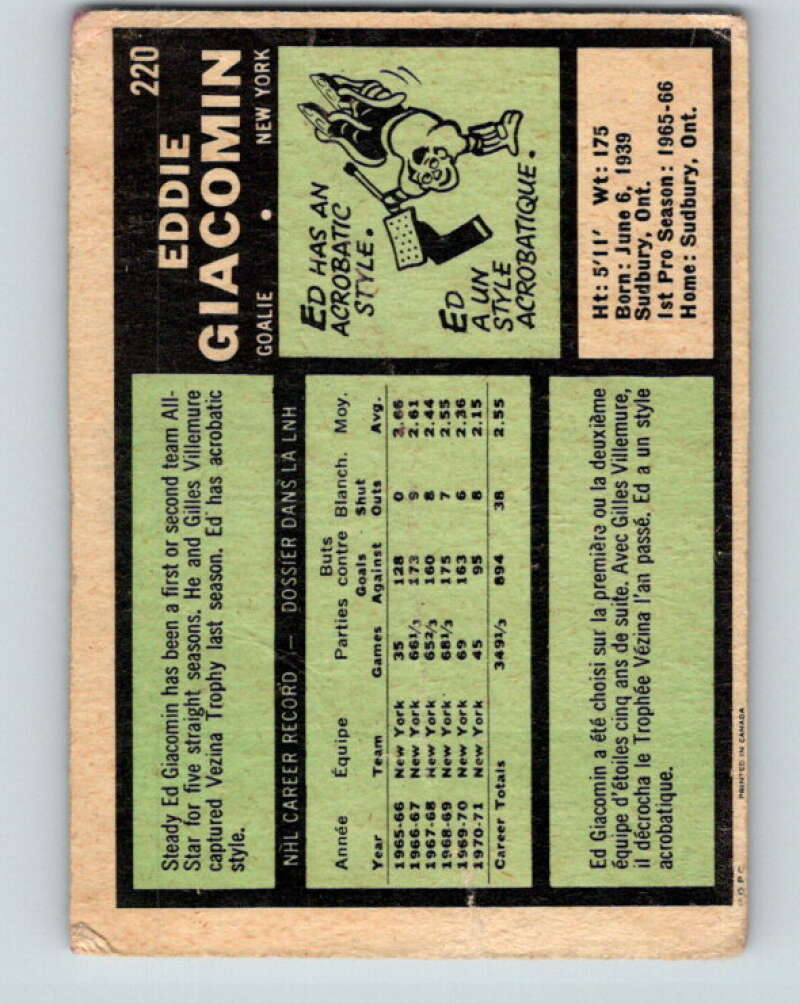 220
EDDIE
GIACOMIN
GOALIE • NEW YORK
Steady Ed Giacomin has been a first or second team All-
Star for five straight seasons. He and Gilles Villemure
captured Vezina Trophy last season. Ed has acrobatic
style.
ED HAS AN
ACROBATIC
STYLE.
ED
A UN
STYLE
ACROBATIQUE.
NHL CAREER RECORD — DOSSIER DANS LA LNH
Année Équipe Parties Buts contre Blanch. Moy.
Year Team Games Goals Against Shut Outs Avg.
1965-66 New York 35 128 0 3.66
1966-67 New York 66⅓ 173 9 2.61
1967-68 New York 65⅔ 160 8 2.44
1968-69 New York 68⅓ 175 7 2.55
1969-70 New York 69 163 6 2.36
1970-71 New York 45 95 8 2.15
Career Totals 349⅓ 894 38 2.55
Ht: 5'11' Wt: 175
Born: June 6, 1939
Sudbury, Ont.
1st Pro Season: 1965-66
Home: Sudbury, Ont.
Ed Giacomin a été choisi sur la première ou la deuxième
équipe d'étoiles cinq ans de suite. Avec Gilles Villemure,
il décrocha le Trophée Vézina l'an passé. Ed a un style
acrobatique.
© O.P.C. PRINTED IN CANADA